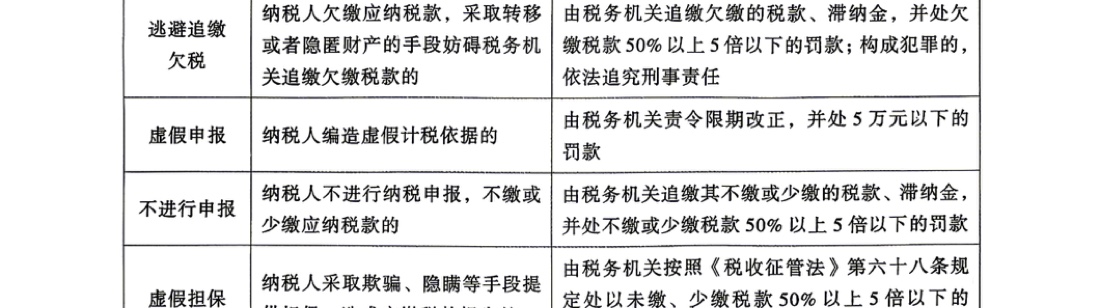 逃避追缴
欠税
纳税人欠缴应纳税款，采取转移
或者隐匿财产的手段妨碍税务机
关追缴欠缴税款的
由税务机关追缴欠缴的税款、滞纳金，并处欠
缴税款 50% 以上 5 倍以下的罚款；构成犯罪的，
依法追究刑事责任
虚假申报
纳税人编造虚假计税依据的
由税务机关责令限期改正，并处 5 万元以下的
罚款
不进行申报
纳税人不进行纳税申报，不缴或
少缴应纳税款的
由税务机关追缴其不缴或少缴的税款、滞纳金，
并处不缴或少缴税款 50% 以上 5 倍以下的罚款
虚假担保
纳税人采取欺骗、隐瞒等手段提
由税务机关按照《税收征管法》第六十八条规
定处以未缴、少缴税款 50% 以上 5 倍以下的